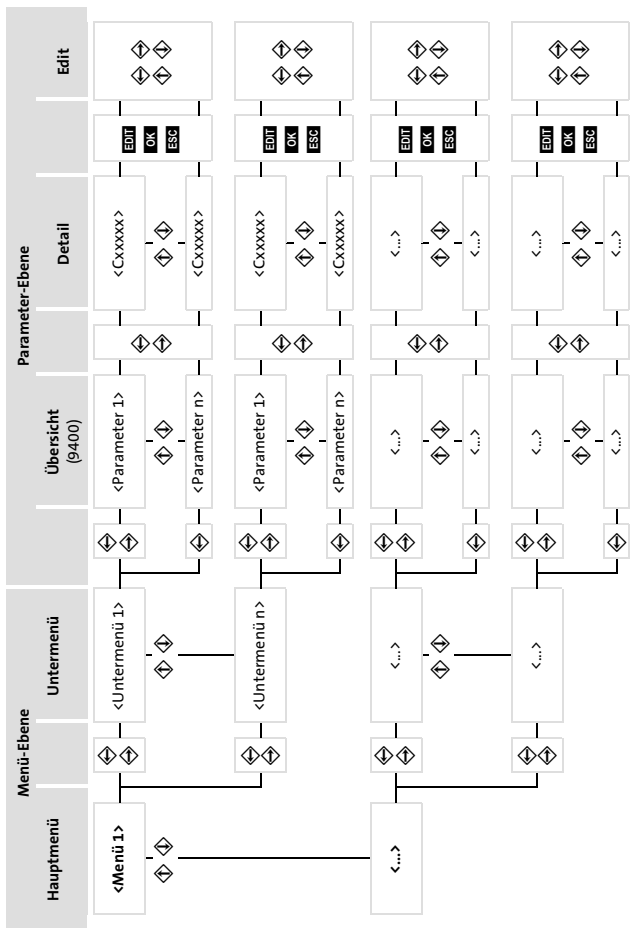 Menü-Ebene
Parameter-Ebene
Hauptmenü
Untermenü
Übersicht
(9400)
Detail
Edit
<Menü 1>
<Untermenü 1>
<Parameter 1>
<Cxxxxx>
EDIT
OK
ESC
<Parameter n>
<Cxxxxx>
<Untermenü n>
<Parameter 1>
<Cxxxxx>
EDIT
OK
ESC
<Parameter n>
<Cxxxxx>
<...>
<...>
<...>
<...>
EDIT
OK
ESC
<...>
<...>
<...>
<...>
<...>
EDIT
OK
ESC
<...>
<...>